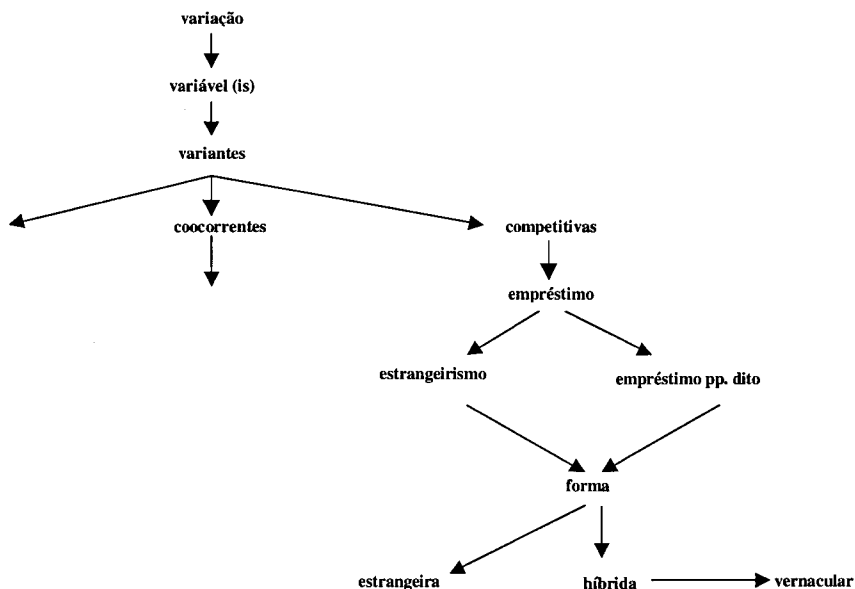 variação
variável (is)
variantes
coocorrentes
competitivas
empréstimo
estrangeirismo
empréstimo pp. dito
forma
estrangeira
híbrida
vernacular